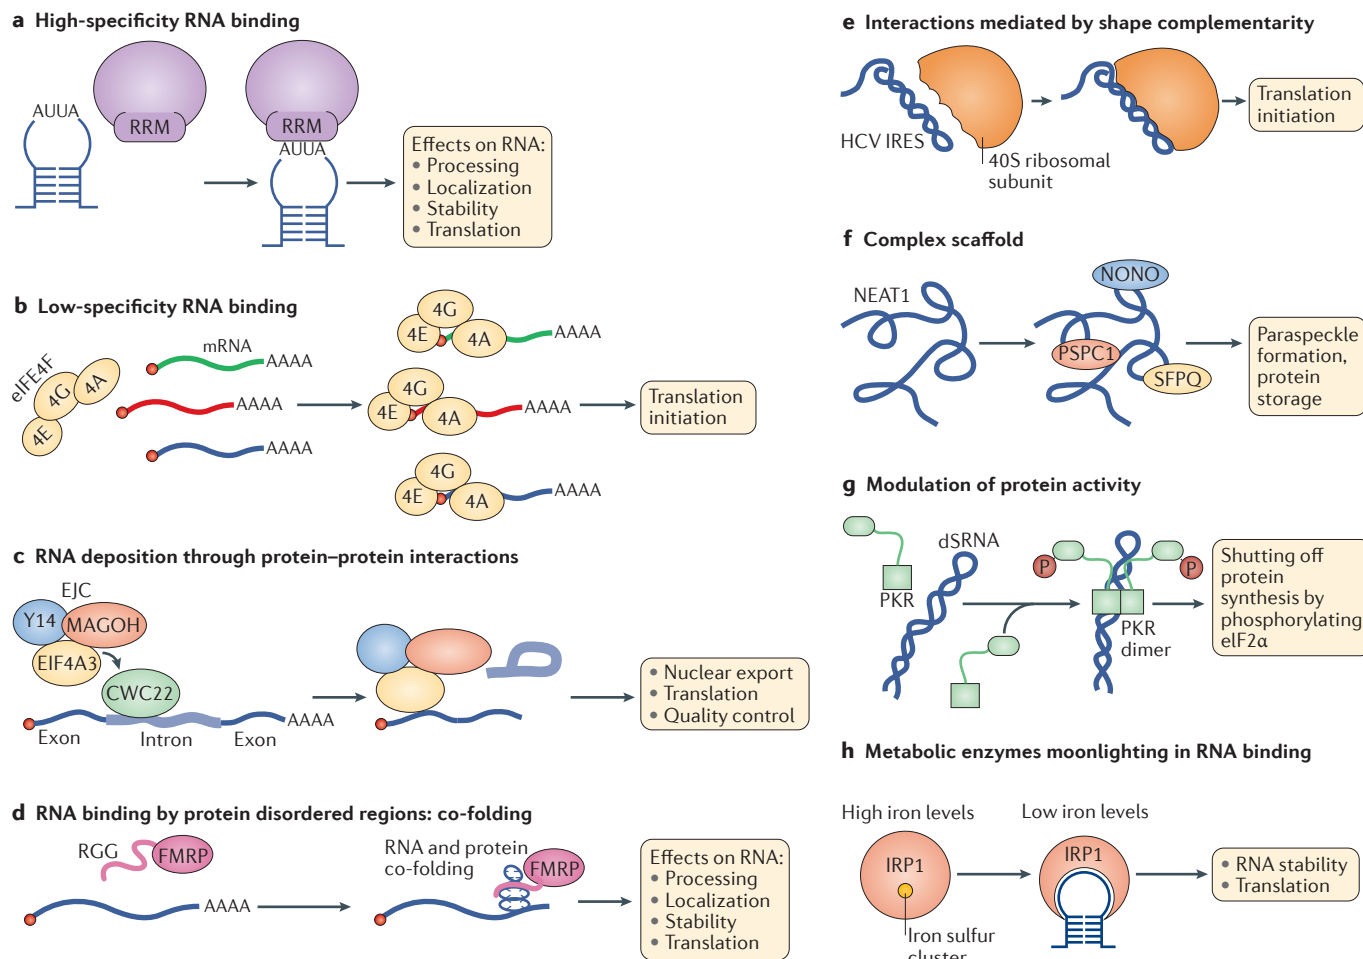 a High-specificity RNA binding
AUUA
RRM
RRM
AUUA
Effects on RNA:
• Processing
• Localization
• Stability
• Translation
b Low-specificity RNA binding
eIFE4F
4G
4A
4E
mRNA
AAAA
AAAA
AAAA
4G
4E
4A
AAAA
4G
4E
4A
AAAA
4G
4E
4A
AAAA
Translation
initiation
c RNA deposition through protein–protein interactions
EJC
Y14
MAGOH
EIF4A3
CWC22
AAAA
Exon
Intron
Exon
• Nuclear export
• Translation
• Quality control
d RNA binding by protein disordered regions: co-folding
RGG
FMRP
AAAA
RNA and protein
co-folding
FMRP
Effects on RNA:
• Processing
• Localization
• Stability
• Translation
e Interactions mediated by shape complementarity
HCV IRES
40S ribosomal
subunit
Translation
initiation
f Complex scaffold
NEAT1
NONO
PSPC1
SFPQ
Paraspeckle
formation,
protein
storage
g Modulation of protein activity
PKR
dSRNA
P
P
PKR
dimer
Shutting off
protein
synthesis by
phosphorylating
eIF2α
h Metabolic enzymes moonlighting in RNA binding
High iron levels
IRP1
Iron sulfur
cluster
Low iron levels
IRP1
• RNA stability
• Translation